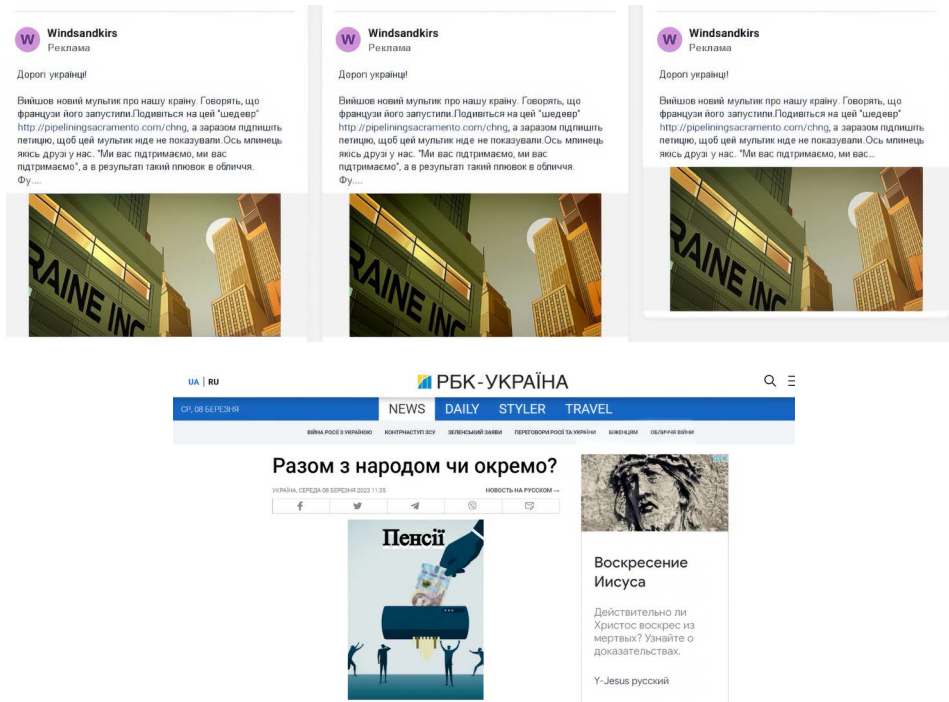 Windsandkirs
Реклама
Дорогі українці!
Вийшов новий мультик про нашу країну. Говорять, що
французи його запустили.Подивіться на цей "шедевр"
http://pipeliningsacramento.com/chng, а заразом підпишіть
петицію, щоб цей мультик ніде не показували.Ось млинець
якісь друзі у нас. "Ми вас підтримаємо, ми вас
підтримаємо", а в результаті такий плювок в обличчя.
Фу....
RAINE INC
Windsandkirs
Реклама
Дорогі українці!
Вийшов новий мультик про нашу країну. Говорять, що
французи його запустили.Подивіться на цей "шедевр"
http://pipeliningsacramento.com/chng, а заразом підпишіть
петицію, щоб цей мультик ніде не показували.Ось млинець
якісь друзі у нас. "Ми вас підтримаємо, ми вас
підтримаємо", а в результаті такий плювок в обличчя.
Фу....
RAINE INC
Windsandkirs
Реклама
Дорогі українці!
Вийшов новий мультик про нашу країну. Говорять, що
французи його запустили.Подивіться на цей "шедевр"
http://pipeliningsacramento.com/chng, а заразом підпишіть
петицію, щоб цей мультик ніде не показували.Ось млинець
якісь друзі у нас. "Ми вас підтримаємо, ми вас...
RAINE INC
UA | RU
РБК-УКРАЇНА
СР, 08 БЕРЕЗНЯ
NEWS DAILY STYLER TRAVEL
ВІЙНА РОСІЇ З УКРАЇНОЮ КОНТРНАСТУП ЗСУ ЗЕЛЕНСЬКИЙ ЗАЯВИ ПЕРЕГОВОРИ РОСІЇ ТА УКРАЇНИ БІЖЕНЦЯМ ОБЛИЧЧЯ ВІЙНИ
Разом з народом чи окремо?
УКРАЇНА, СЕРЕДА 08 БЕРЕЗНЯ 2023 11:35
НОВОСТЬ НА РУССКОМ →
Пенсії
Воскресение
Иисуса
Действительно ли
Христос воскрес из
мертвых? Узнайте о
доказательствах.
Y-Jesus русский